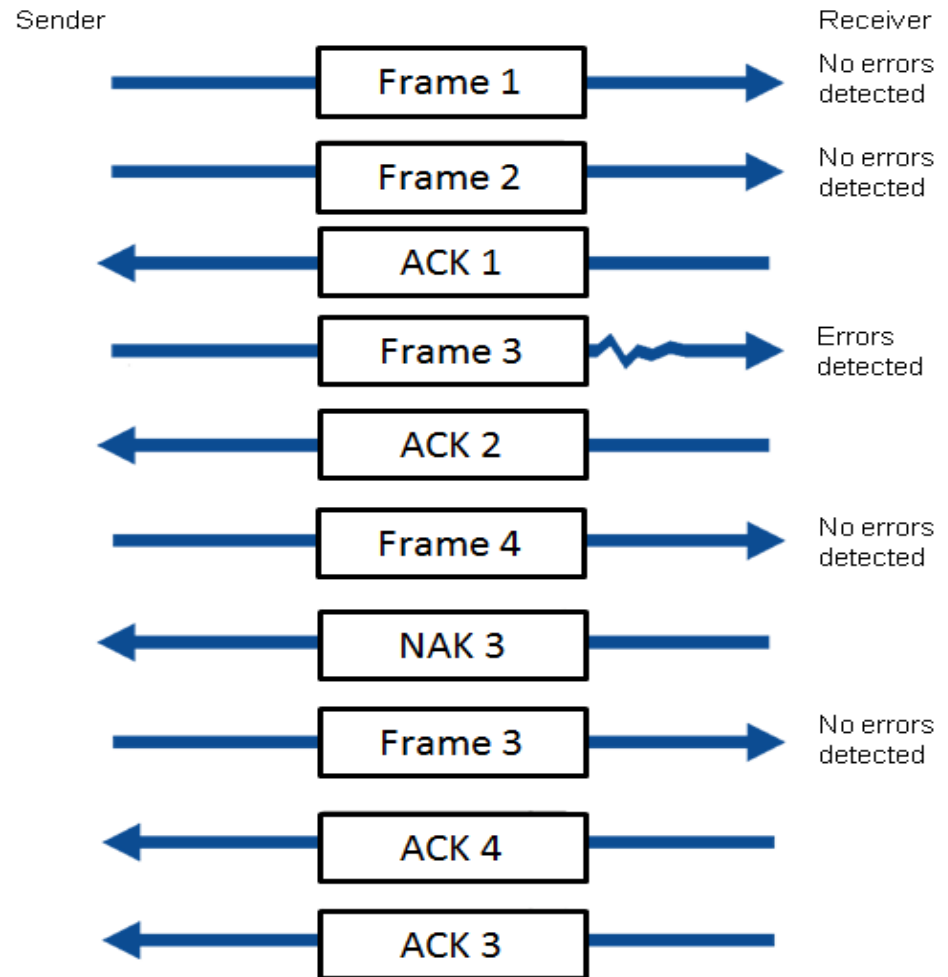 Sender
Receiver
Frame 1
No errors
detected
Frame 2
No errors
detected
ACK 1
Frame 3
Errors
detected
ACK 2
Frame 4
No errors
detected
NAK 3
Frame 3
No errors
detected
ACK 4
ACK 3